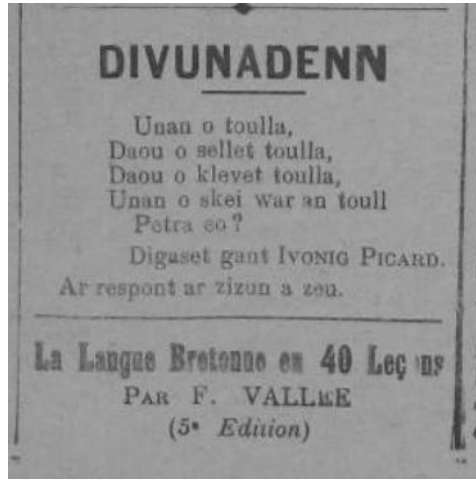 DIVUNADENN
Unan o toulla,
Daou o sellet toulla,
Daou o klevet toulla,
Unan o skei war an toull
Petra eo?
Digaset gant IVONIG PICARD.
Ar respont ar zizun a zeu.
La Langue Bretonne en 40 Leçons
PAR F. VALLEE
(5e Edition)